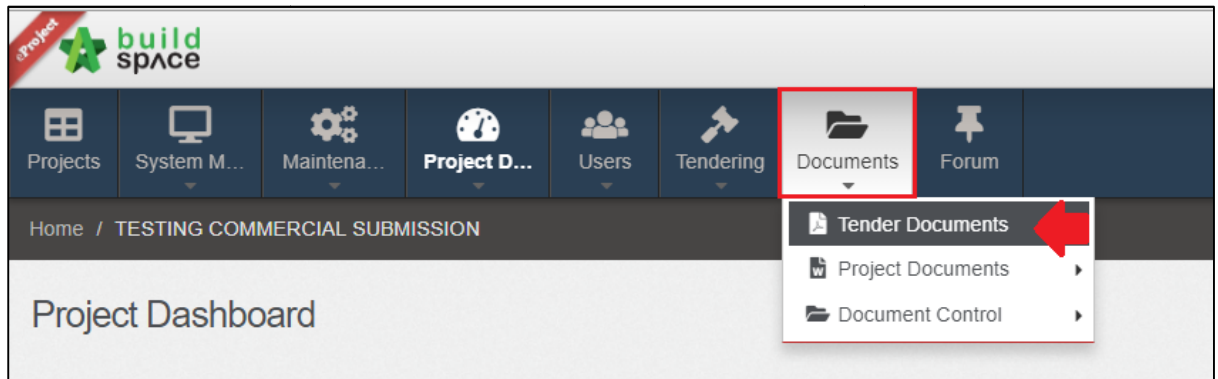 eProject
build
spʌce
Projects
System M...
Maintena...
Project D...
Users
Tendering
Documents
Forum
Home / TESTING COMMERCIAL SUBMISSION
Tender Documents
Project Documents
Document Control
Project Dashboard